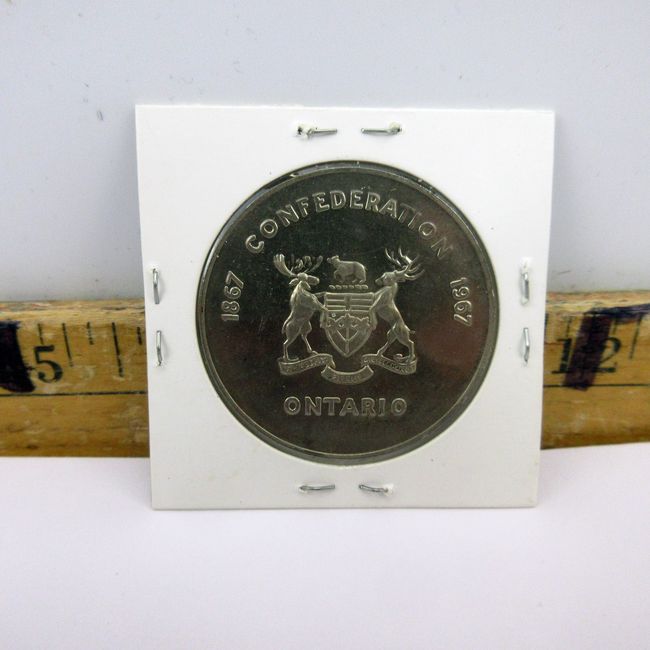 CONFEDERATION
1867 1967
ONTARIO
5 12